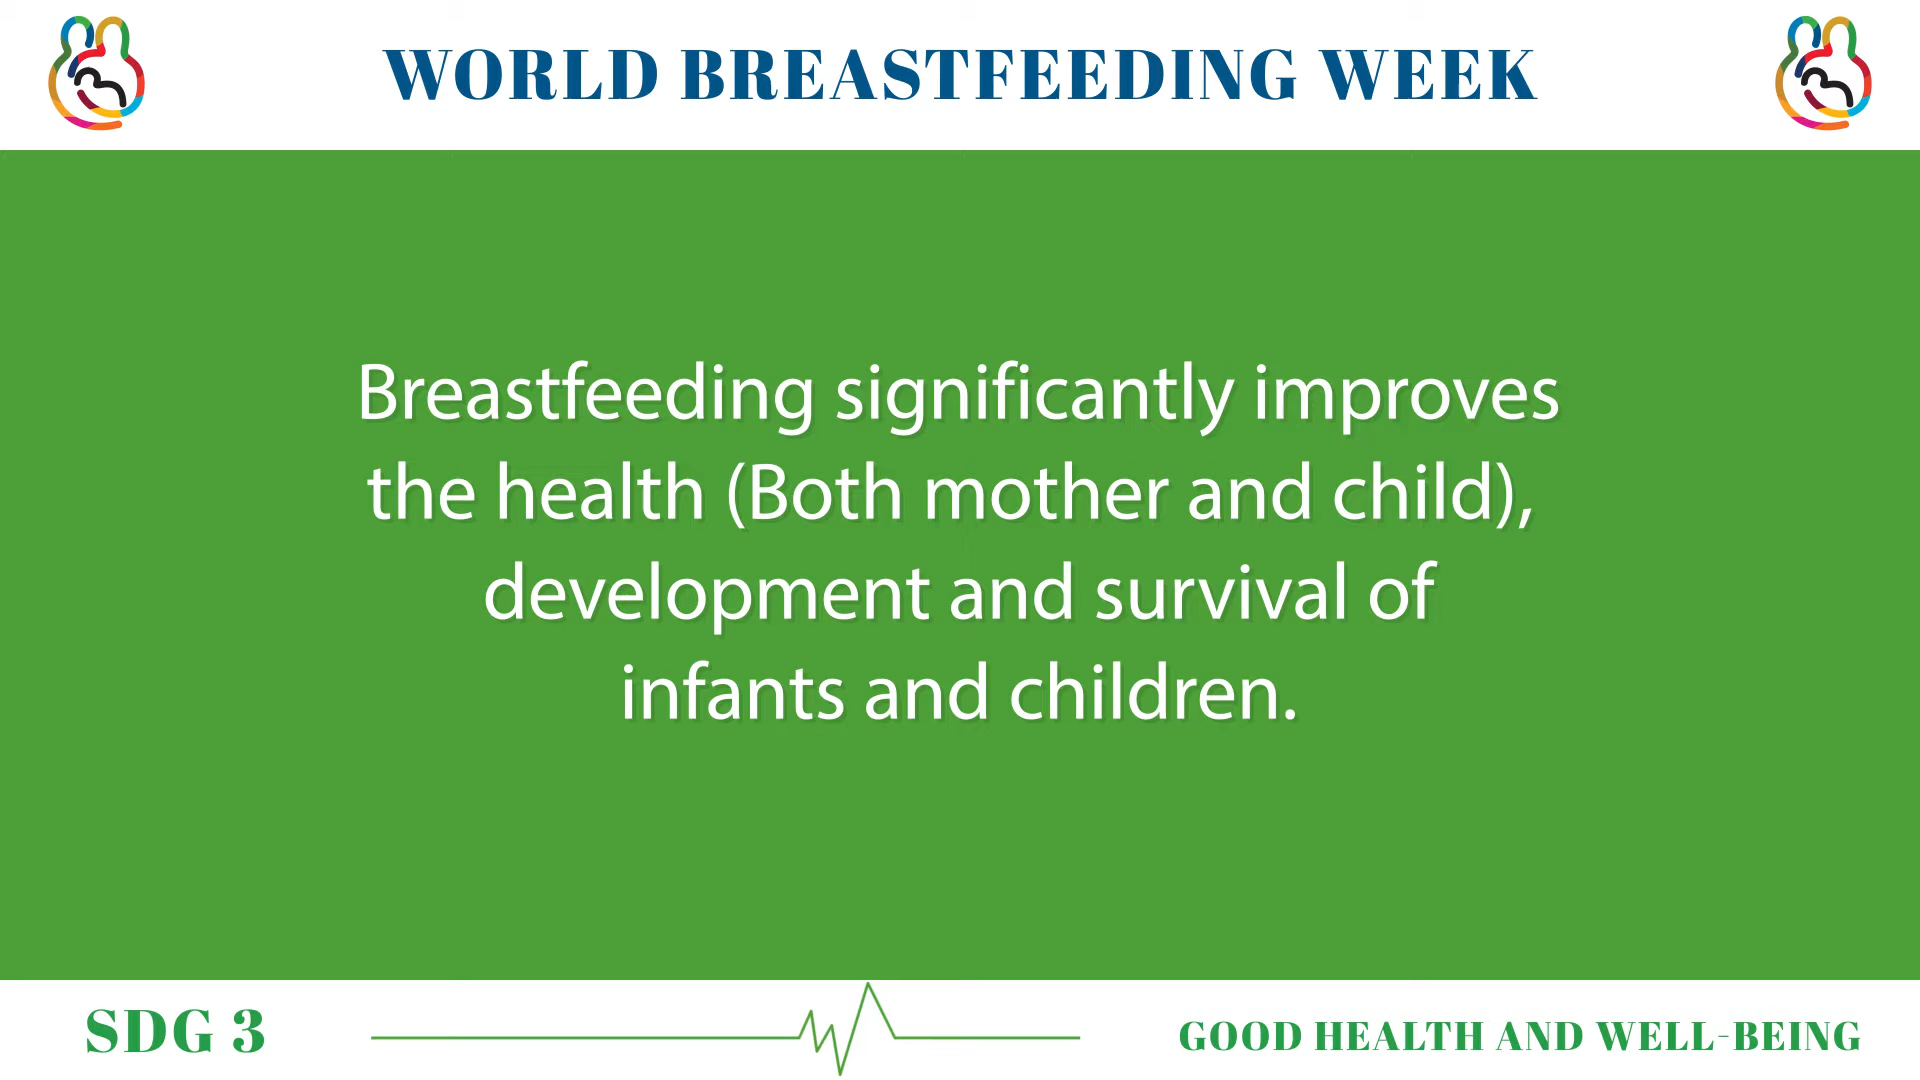 WORLD BREASTFEEDING WEEK
Breastfeeding significantly improves
the health (Both mother and child),
development and survival of
infants and children.
SDG 3
GOOD HEALTH AND WELL-BEING